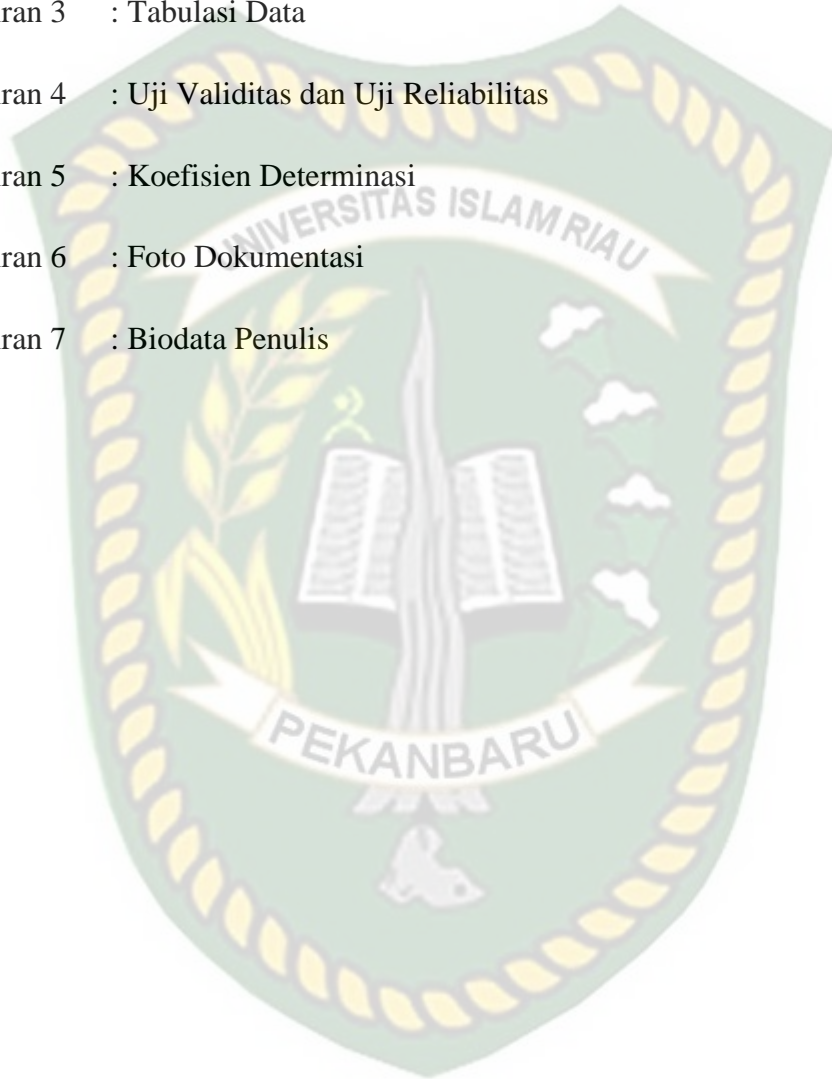 ran 3 : Tabulasi Data
ran 4 : Uji Validitas dan Uji Reliabilitas
ran 5 : Koefisien Determinasi
UNIVERSITAS ISLAM RIAU
ran 6 : Foto Dokumentasi
ran 7 : Biodata Penulis
PEKANBARU